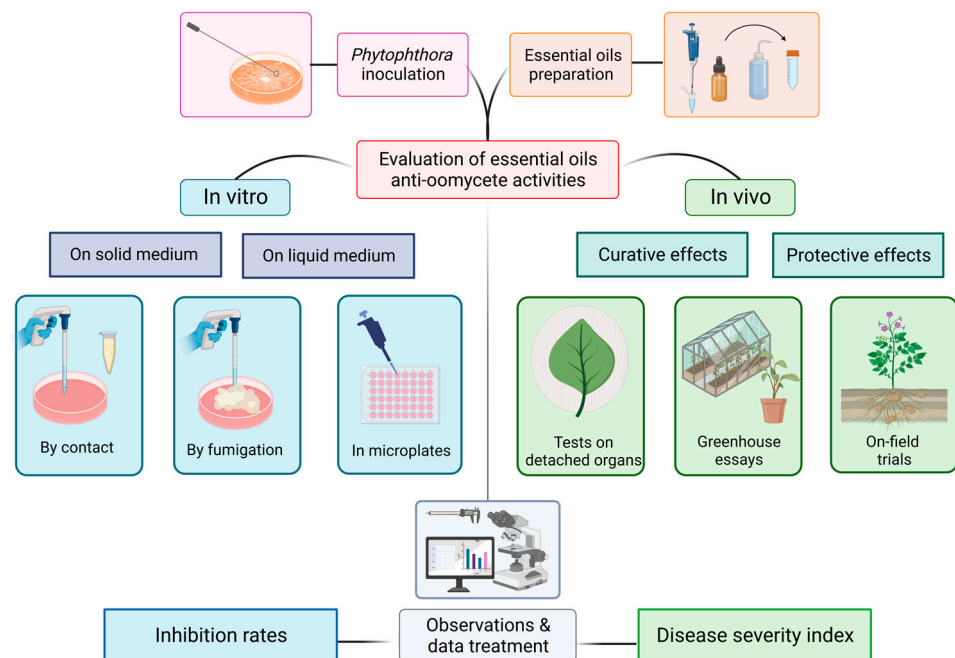 Phytophthora
inoculation
Essential oils
preparation
Evaluation of essential oils
anti-oomycete activities
In vitro
In vivo
On solid medium
On liquid medium
Curative effects
Protective effects
By contact
By fumigation
In microplates
Tests on
detached organs
Greenhouse
essays
On-field
trials
Inhibition rates
Observations &
data treatment
Disease severity index